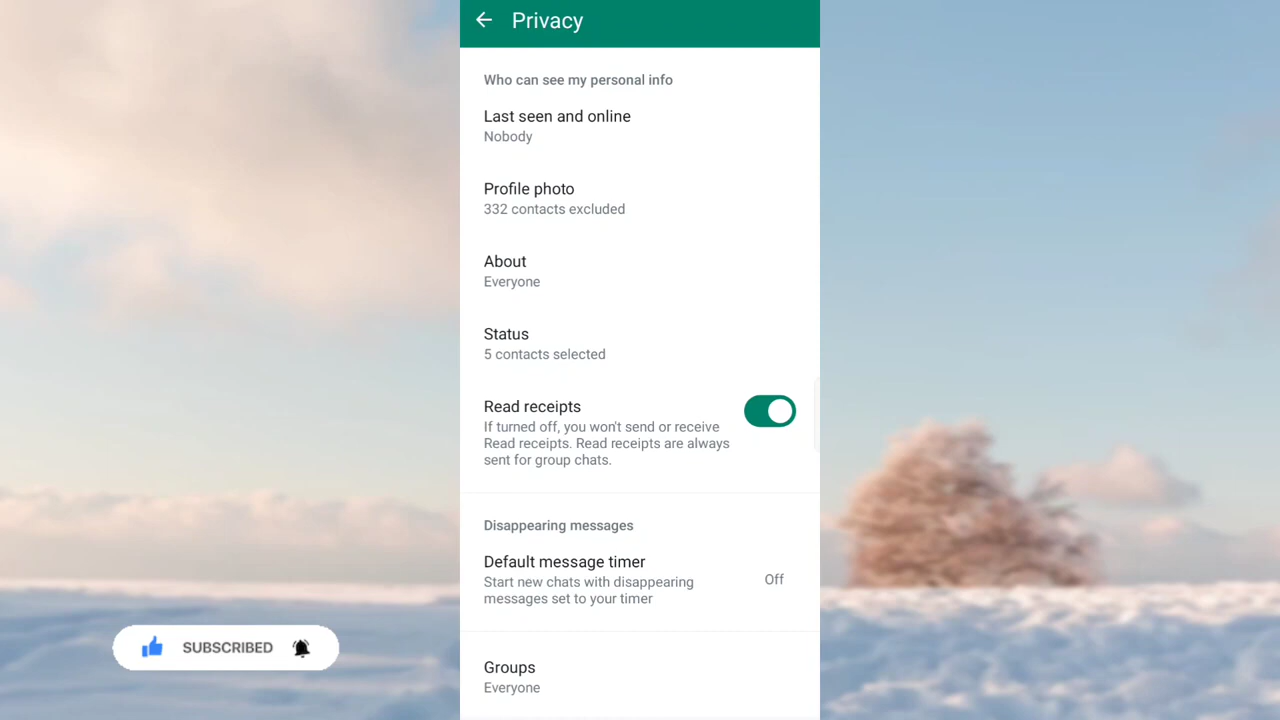 Privacy
Who can see my personal info
Last seen and online
Nobody
Profile photo
332 contacts excluded
About
Everyone
Status
5 contacts selected
Read receipts
If turned off, you won't send or receive
Read receipts. Read receipts are always
sent for group chats.
Disappearing messages
Default message timer
Start new chats with disappearing
messages set to your timer
Off
Groups
Everyone
SUBSCRIBED